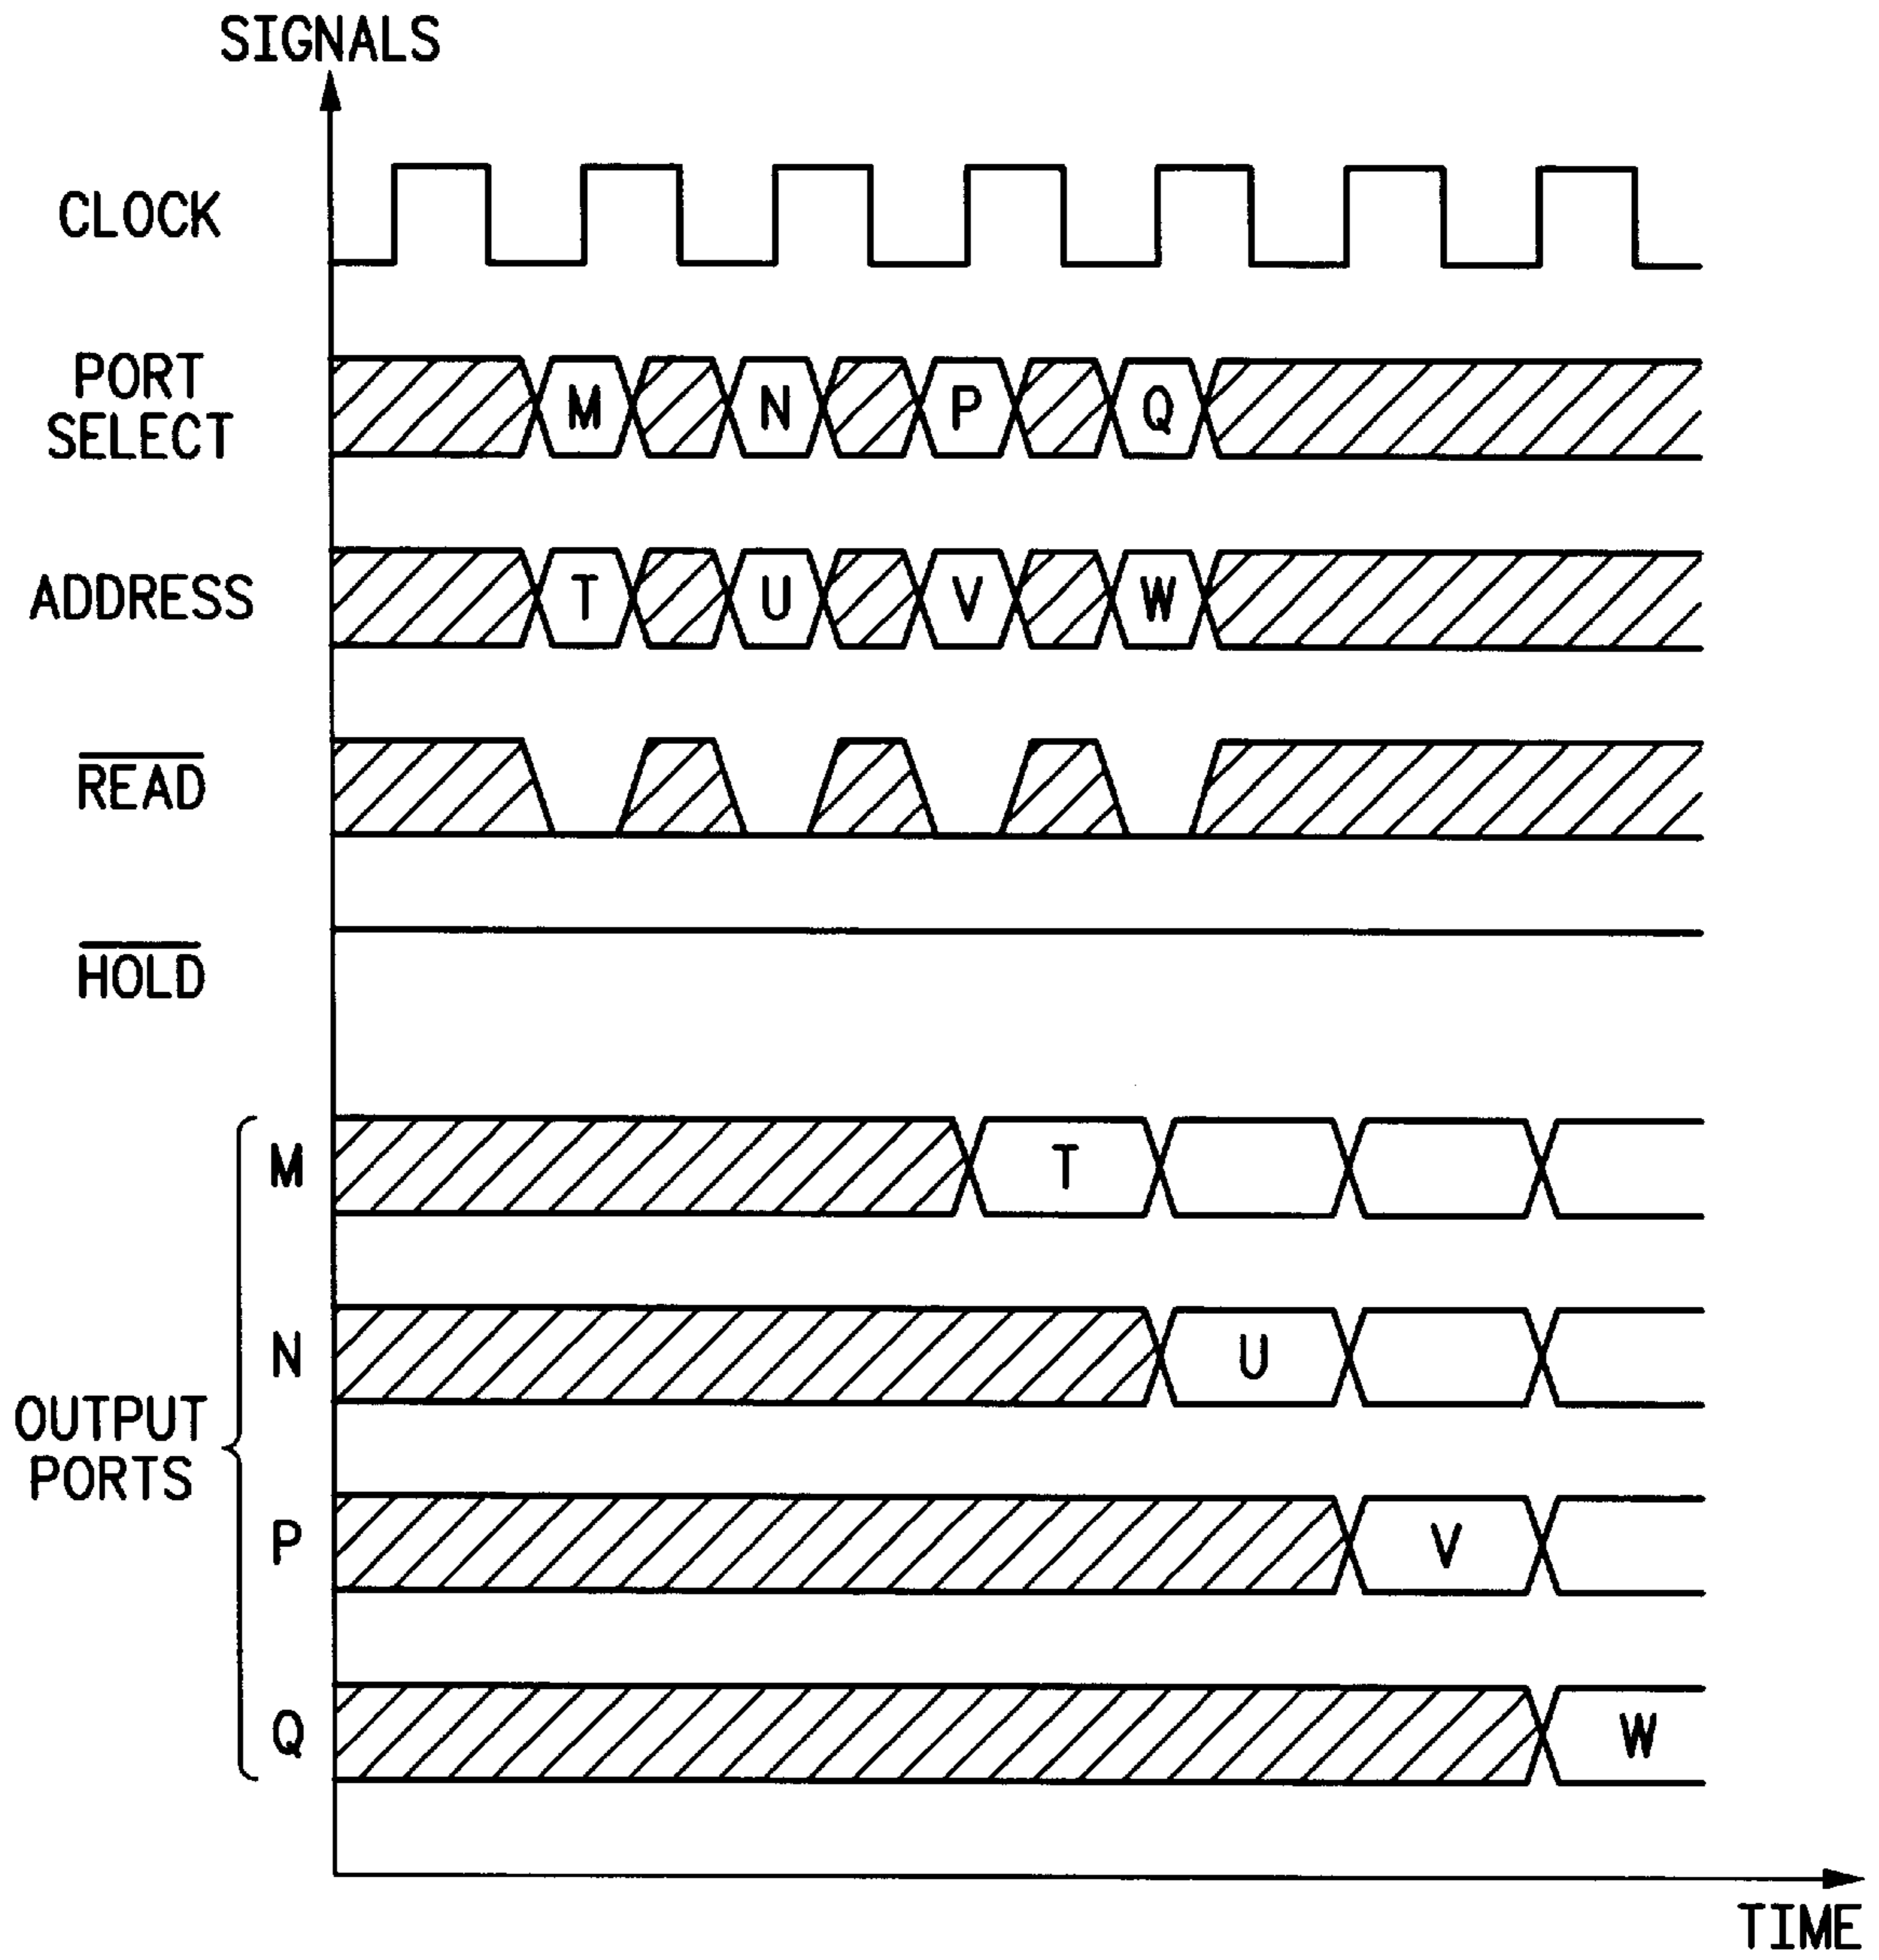 SIGNALS
CLOCK
PORT
SELECT
M N P Q
ADDRESS
T U V W
READ
HOLD
OUTPUT
PORTS
M
T
N
U
P
V
Q
W
TIME